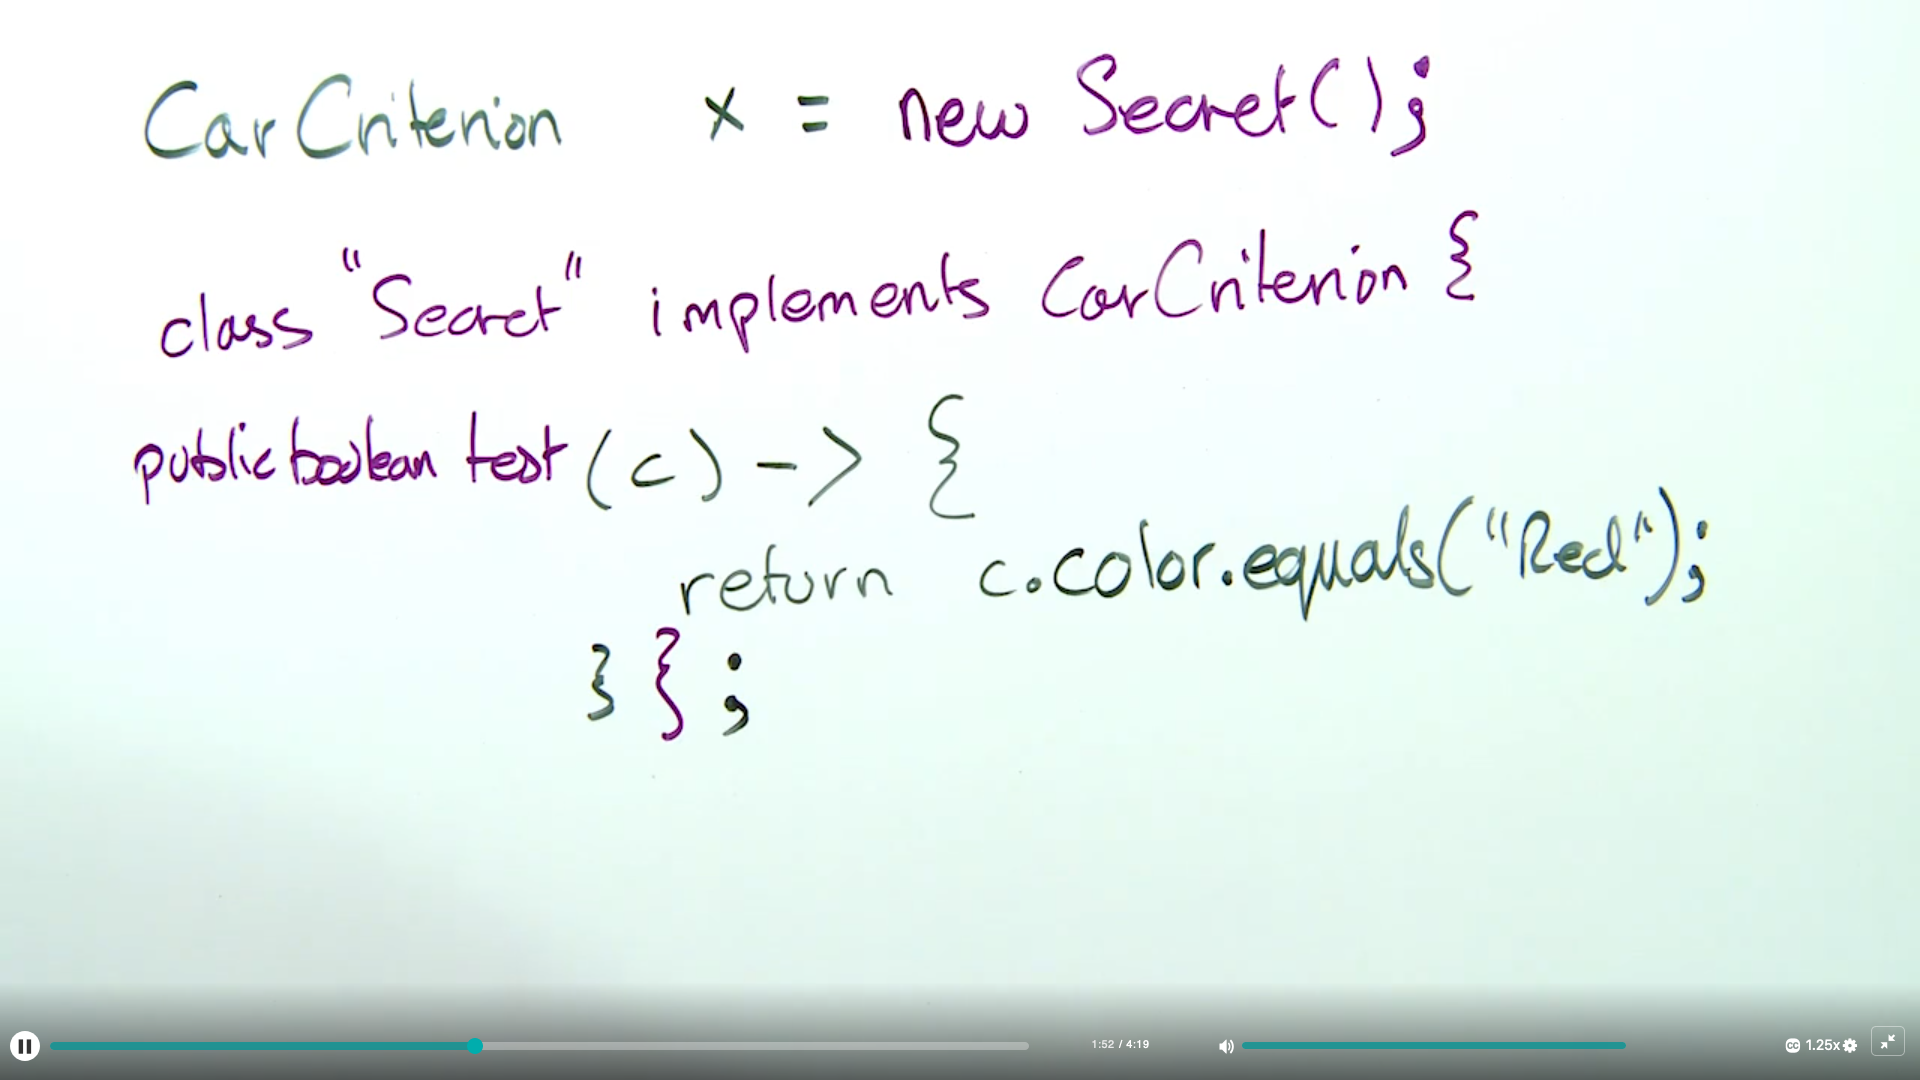 CarCriterion x = new Secret();
class "Secret" implements CarCriterion {
public boolean test (c) -> {
return c.color.equals("Red");
} } ;
1:52 / 4:19
CC 1.25x